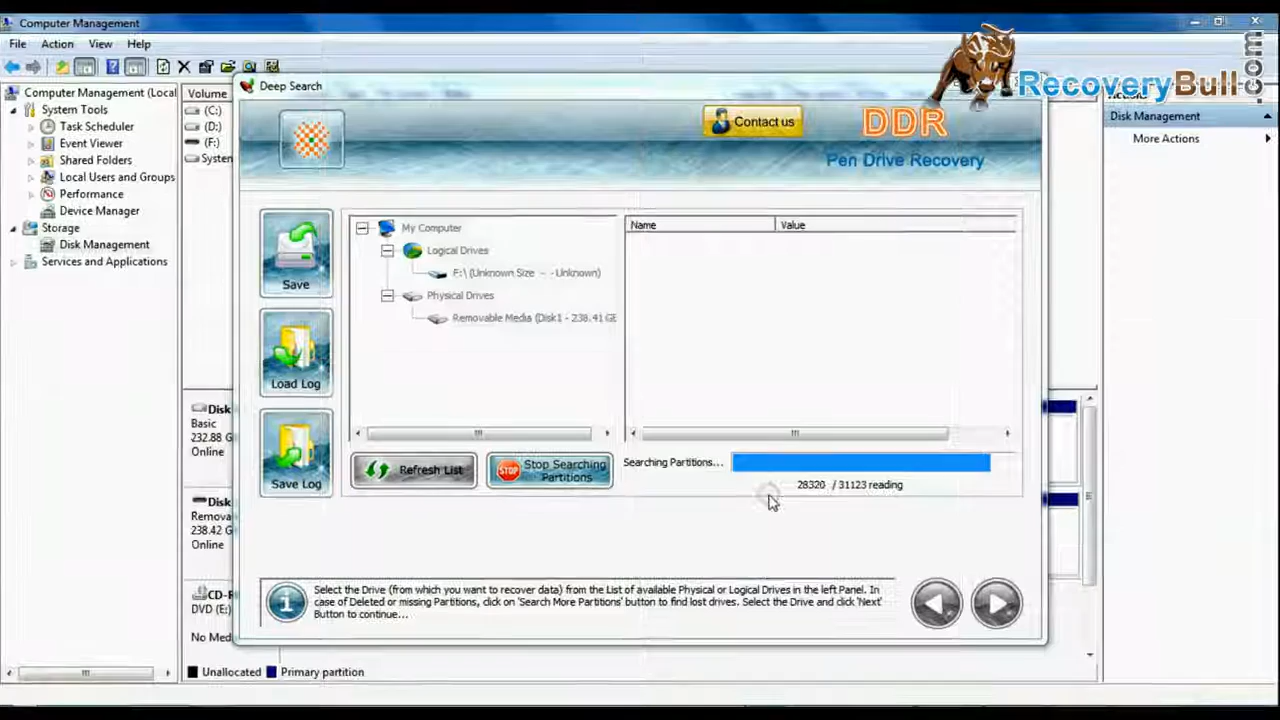 Computer Management
File Action View Help
RecoveryBull.com
Computer Management (Local
System Tools
Task Scheduler
Event Viewer
Shared Folders
Local Users and Groups
Performance
Device Manager
Storage
Disk Management
Services and Applications
Volume
(C:)
(D:)
(F:)
System
Disk Management
More Actions
Deep Search
Contact us
DDR
Pen Drive Recovery
Save
Load Log
Save Log
My Computer
Logical Drives
F:\ (Unknown Size - - Unknown)
Physical Drives
Removable Media (Disk1 - 238.41 GB
Name Value
Refresh List
STOP Stop Searching Partitions
Searching Partitions...
28320 / 31123 reading
Disk
Basic
232.88 G
Online
Disk
Remova
238.42 G
Online
CD-R
DVD (E:)
No Med
Select the Drive (from which you want to recover data) from the List of available Physical or Logical Drives in the left Panel. In
case of Deleted or missing Partitions, click on 'Search More Partitions' button to find lost drives. Select the Drive and click 'Next'
Button to continue...
Unallocated Primary partition